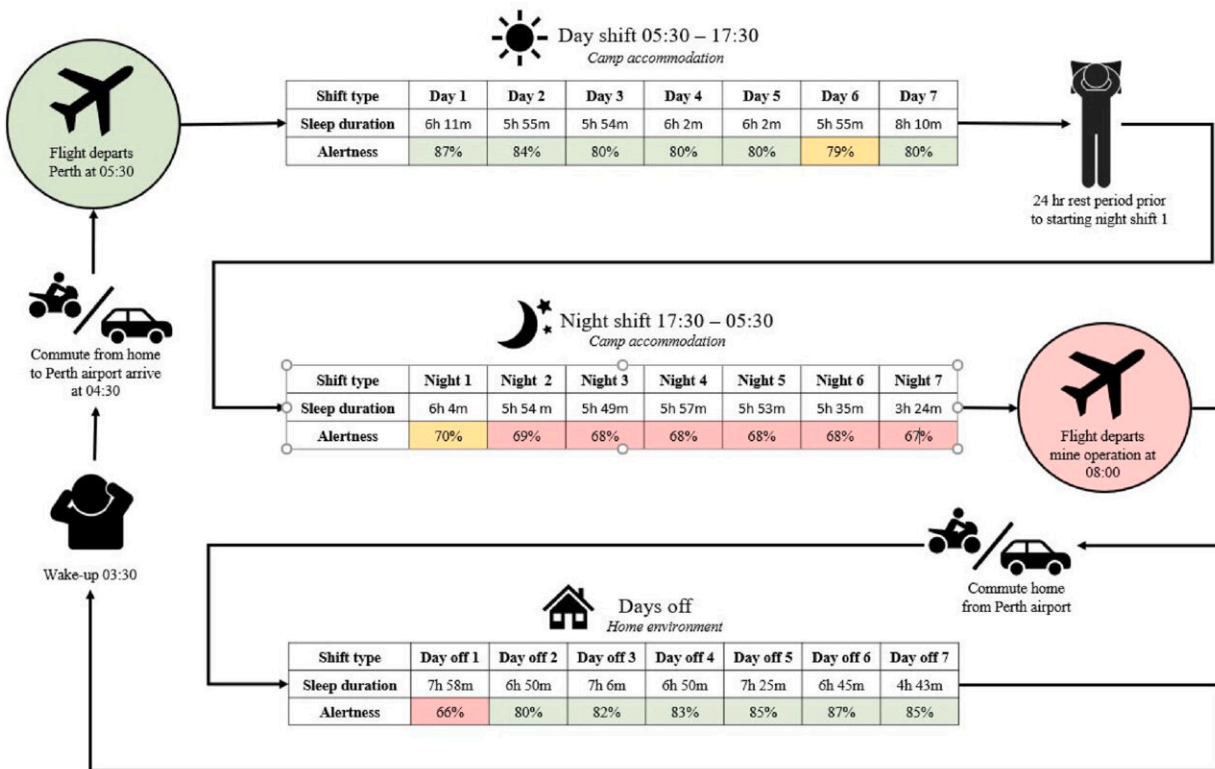 Day shift 05:30 – 17:30
Camp accommodation
Flight departs
Perth at 05:30
Shift type Day 1 Day 2 Day 3 Day 4 Day 5 Day 6 Day 7
Sleep duration 6h 11m 5h 55m 5h 54m 6h 2m 6h 2m 5h 55m 8h 10m
Alertness 87% 84% 80% 80% 80% 79% 80%
24 hr rest period prior
to starting night shift 1
Commute from home
to Perth airport arrive
at 04:30
Night shift 17:30 – 05:30
Camp accommodation
Shift type Night 1 Night 2 Night 3 Night 4 Night 5 Night 6 Night 7
Sleep duration 6h 4m 5h 54 m 5h 49m 5h 57m 5h 53m 5h 35m 3h 24m
Alertness 70% 69% 68% 68% 68% 68% 67%
Flight departs
mine operation at
08:00
Wake-up 03:30
Commute home
from Perth airport
Days off
Home environment
Shift type Day off 1 Day off 2 Day off 3 Day off 4 Day off 5 Day off 6 Day off 7
Sleep duration 7h 58m 6h 50m 7h 6m 6h 50m 7h 25m 6h 45m 4h 43m
Alertness 66% 80% 82% 83% 85% 87% 85%